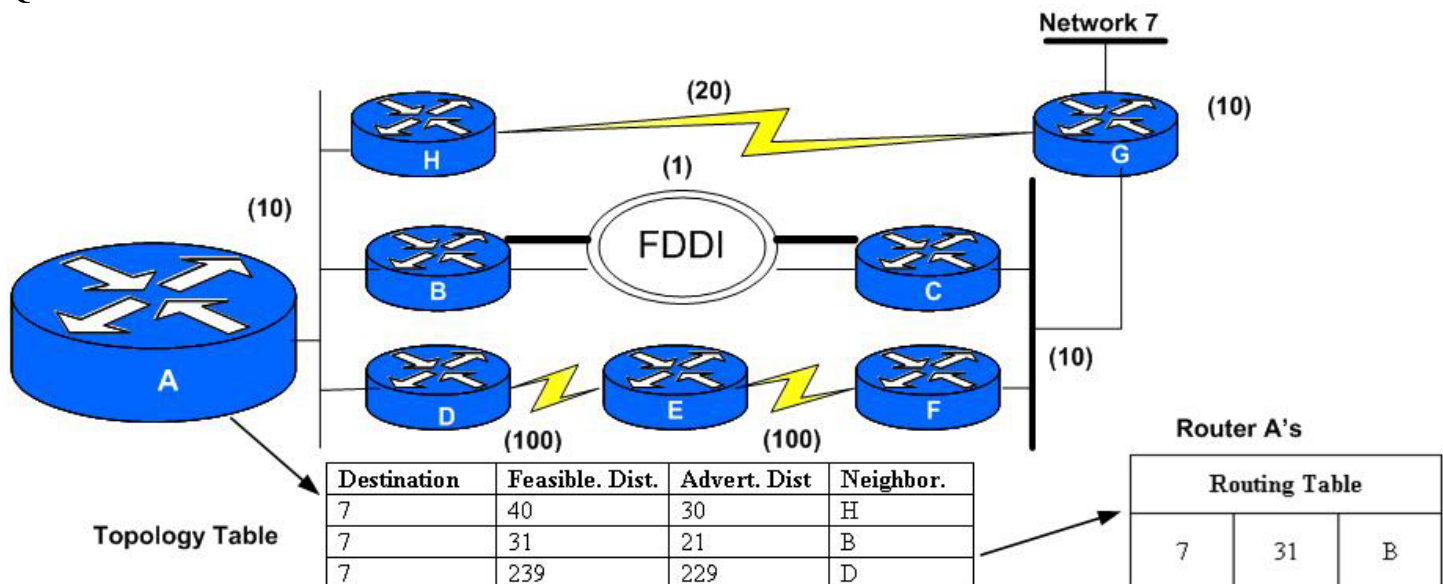 Network 7
(20)
(10)
H
G
(1)
(10)
FDDI
B
C
A
(10)
D
E
F
(100)
(100)
Router A's
Topology Table
Destination Feasible. Dist. Advert. Dist Neighbor.
7 40 30 H
7 31 21 B
7 239 229 D
Routing Table
7 31 B